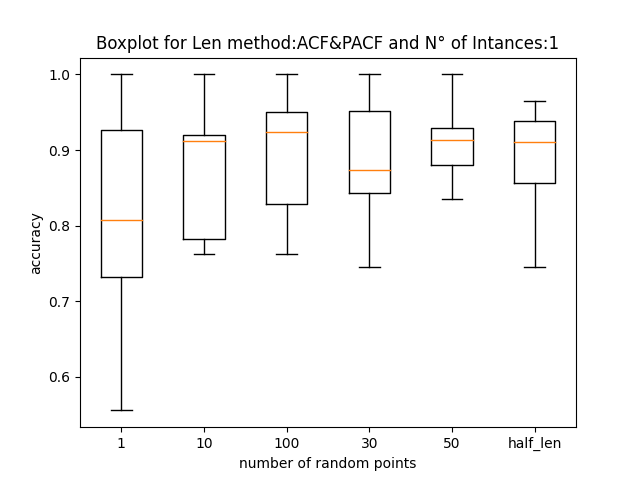 Boxplot for Len method:ACF&PACF and N° of Intances:1
1.0
0.9
0.8
0.7
0.6
accuracy
1 10 100 30 50 half_len
number of random points